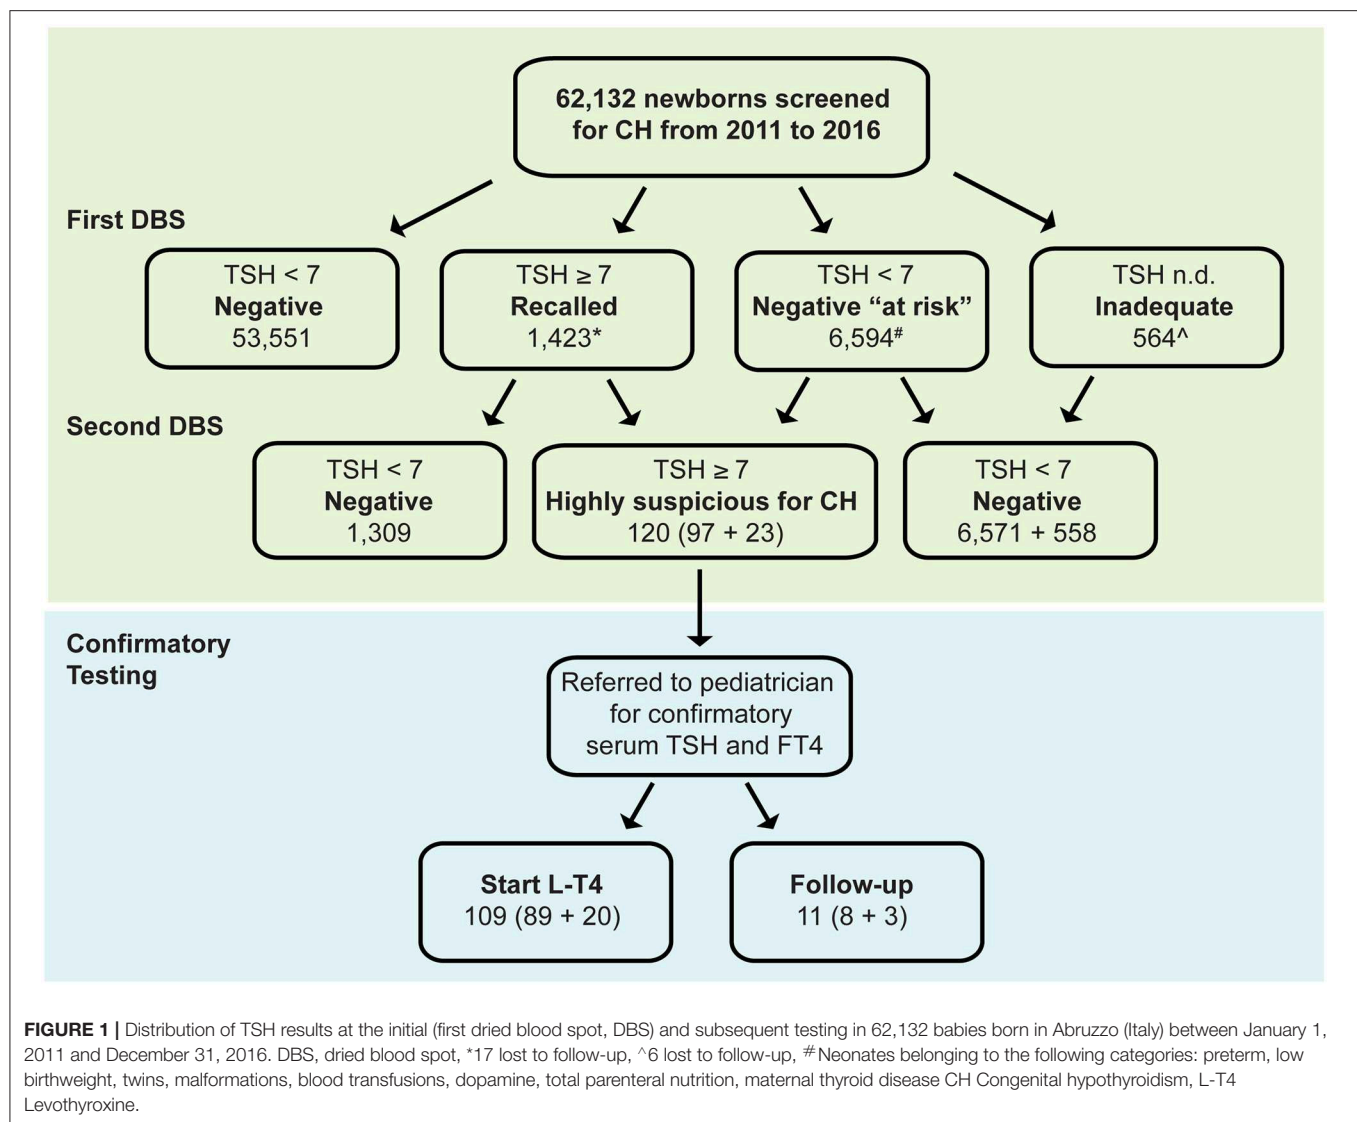 62,132 newborns screened
for CH from 2011 to 2016
First DBS
TSH < 7
Negative
53,551
TSH ≥ 7
Recalled
1,423*
TSH < 7
Negative “at risk”
6,594#
TSH n.d.
Inadequate
564^
Second DBS
TSH < 7
Negative
1,309
TSH ≥ 7
Highly suspicious for CH
120 (97 + 23)
TSH < 7
Negative
6,571 + 558
Confirmatory
Testing
Referred to pediatrician
for confirmatory
serum TSH and FT4
Start L-T4
109 (89 + 20)
Follow-up
11 (8 + 3)
FIGURE 1 | Distribution of TSH results at the initial (first dried blood spot, DBS) and subsequent testing in 62,132 babies born in Abruzzo (Italy) between January 1,
2011 and December 31, 2016. DBS, dried blood spot, *17 lost to follow-up, ^6 lost to follow-up, #Neonates belonging to the following categories: preterm, low
birthweight, twins, malformations, blood transfusions, dopamine, total parenteral nutrition, maternal thyroid disease CH Congenital hypothyroidism, L-T4
Levothyroxine.